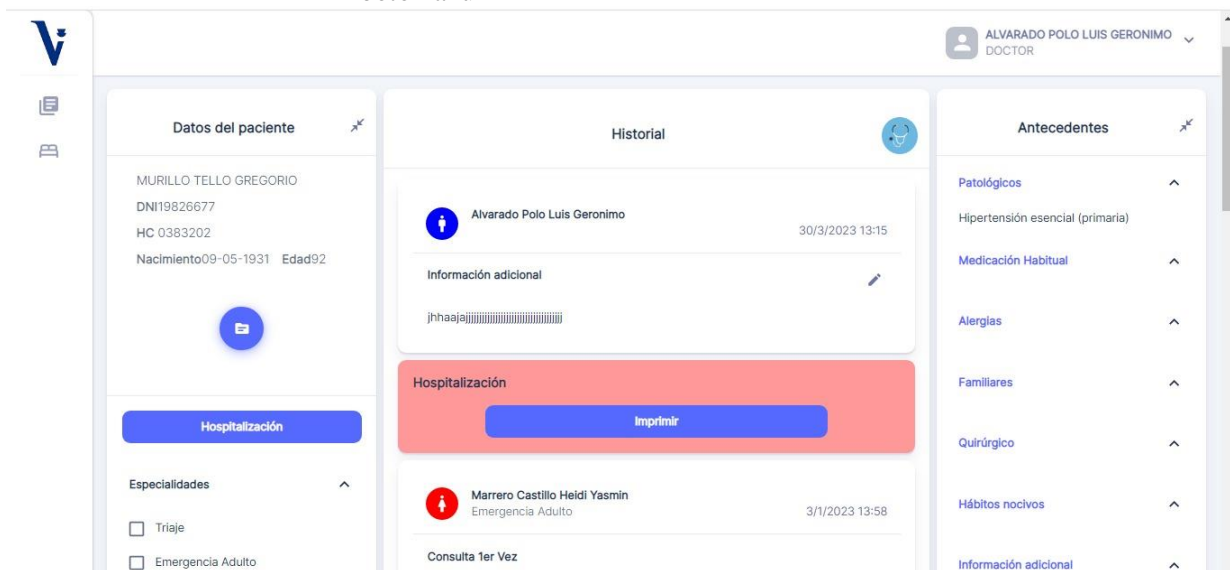 ALVARADO POLO LUIS GERONIMO
DOCTOR
Datos del paciente
MURILLO TELLO GREGORIO
DNI19826677
HC 0383202
Nacimiento09-05-1931 Edad92
Hospitalización
Especialidades
Triaje
Emergencia Adulto
Historial
Alvarado Polo Luis Geronimo
30/3/2023 13:15
Información adicional
Hospitalización
Imprimir
Marrero Castillo Heidi Yasmin
Emergencia Adulto
3/1/2023 13:58
Consulta 1er Vez
Antecedentes
Patológicos
Hipertensión esencial (primaria)
Medicación Habitual
Alergias
Familiares
Quirúrgico
Hábitos nocivos
Información adicional